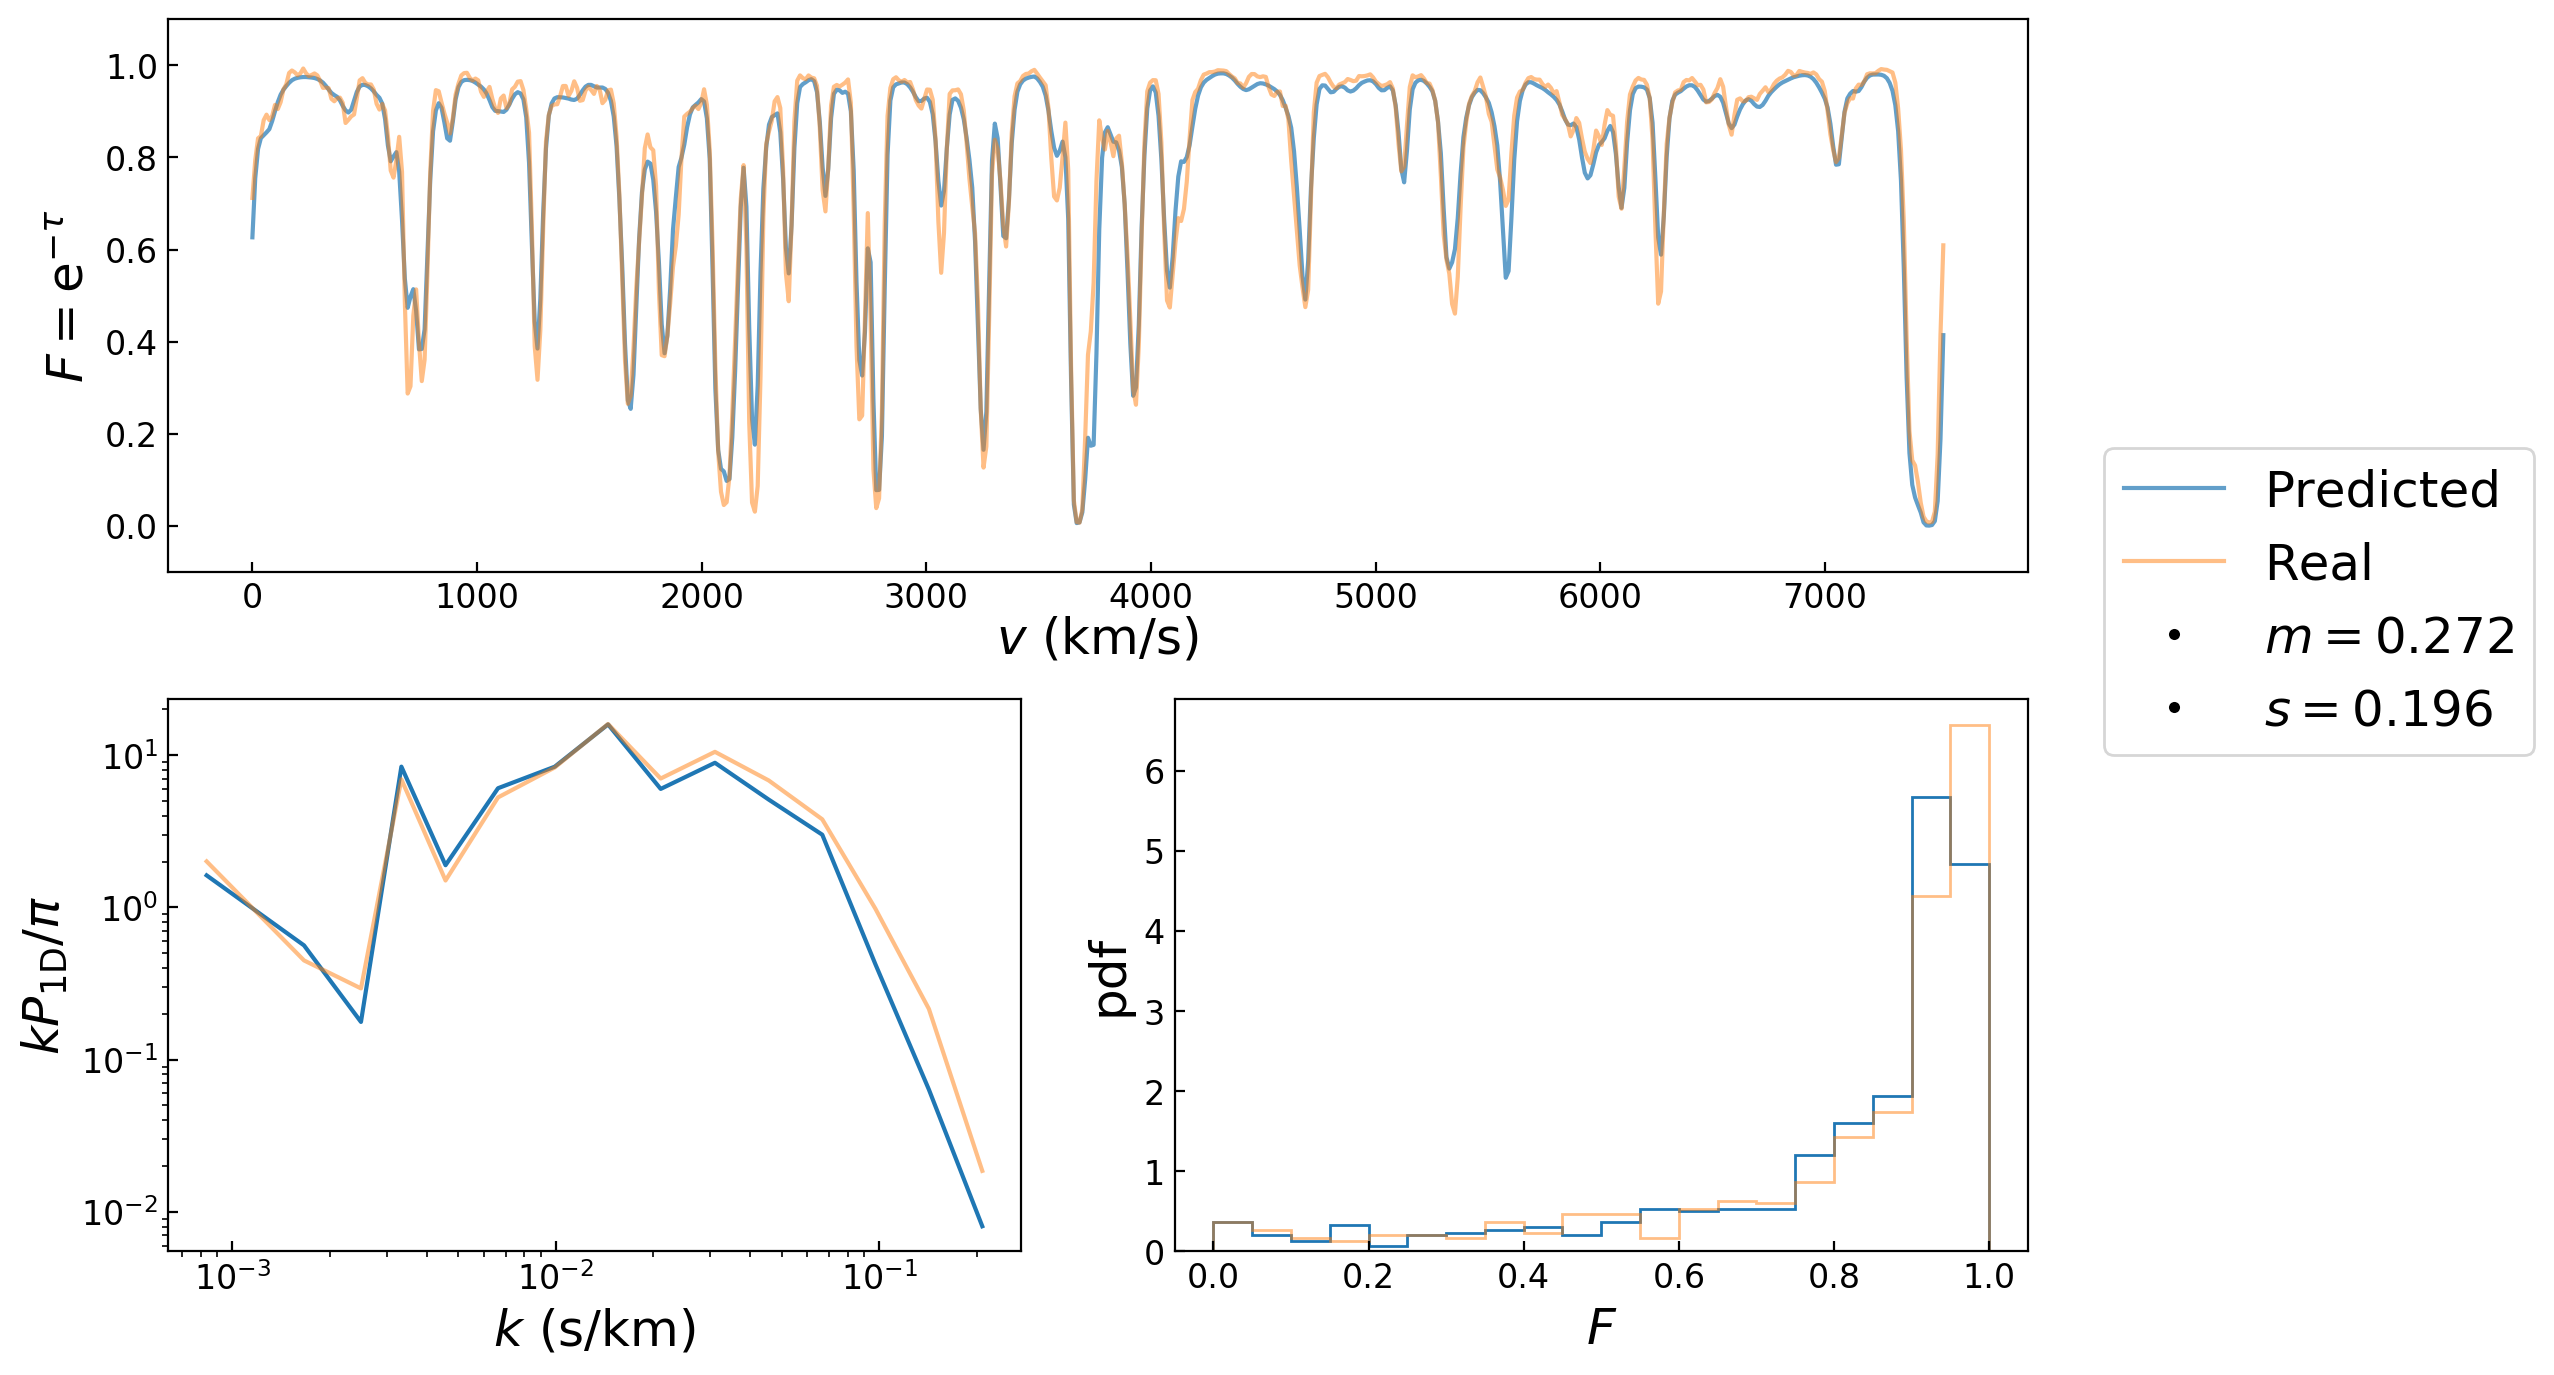 1.0
0.8
0.6
0.4
0.2
0.0
F = e^{−τ}
0 1000 2000 3000 4000 5000 6000 7000
v (km/s)
Predicted
Real
m = 0.272
s = 0.196
10^1
10^0
10^{−1}
10^{−2}
kP_{1D}/π
10^{−3} 10^{−2} 10^{−1}
k (s/km)
6
5
4
3
2
1
0
pdf
0.0 0.2 0.4 0.6 0.8 1.0
F